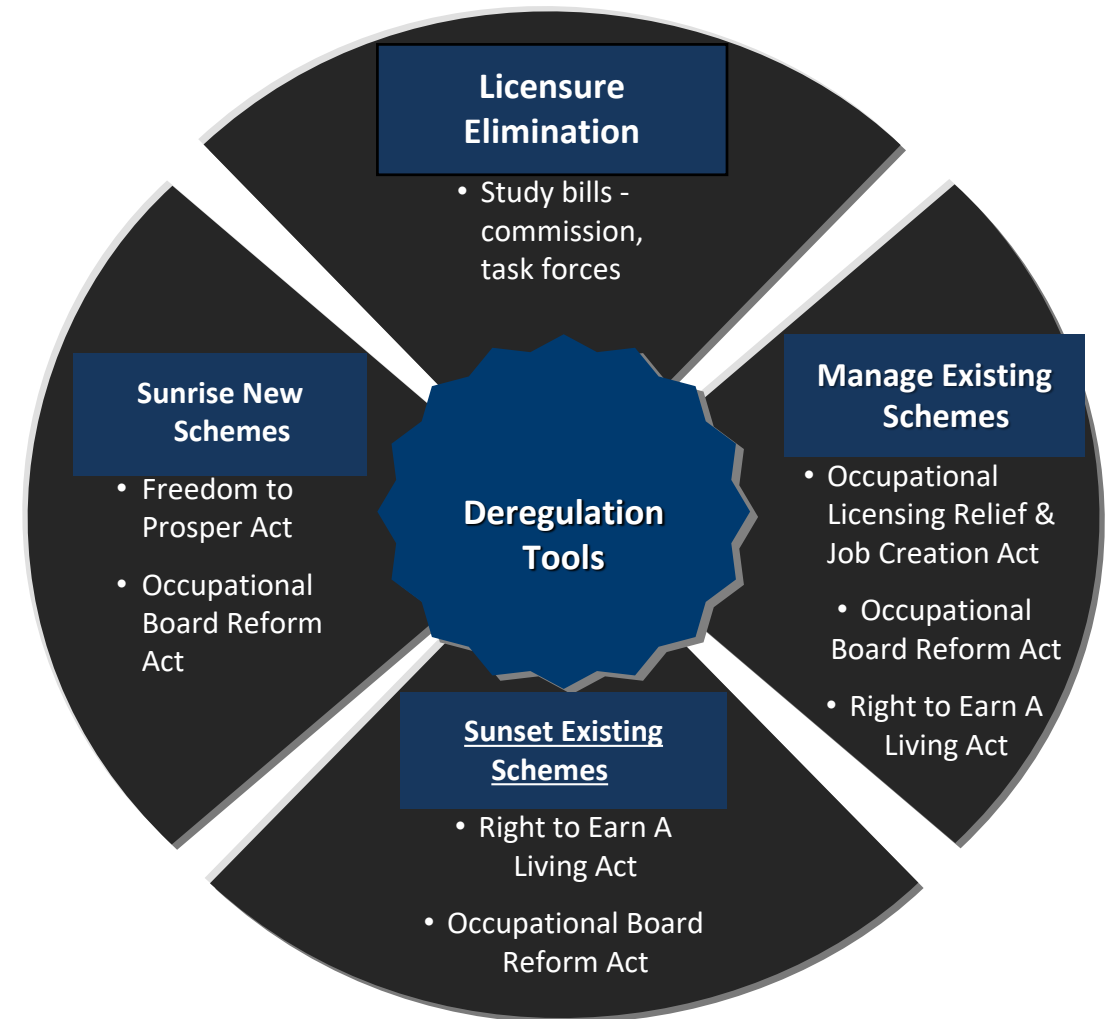 Licensure
Elimination
• Study bills -
commission,
task forces
Sunrise New
Schemes
• Freedom to
Prosper Act
• Occupational
Board Reform
Act
Deregulation
Tools
Manage Existing
Schemes
• Occupational
Licensing Relief &
Job Creation Act
• Occupational
Board Reform Act
• Right to Earn A
Living Act
Sunset Existing
Schemes
• Right to Earn A
Living Act
• Occupational Board
Reform Act